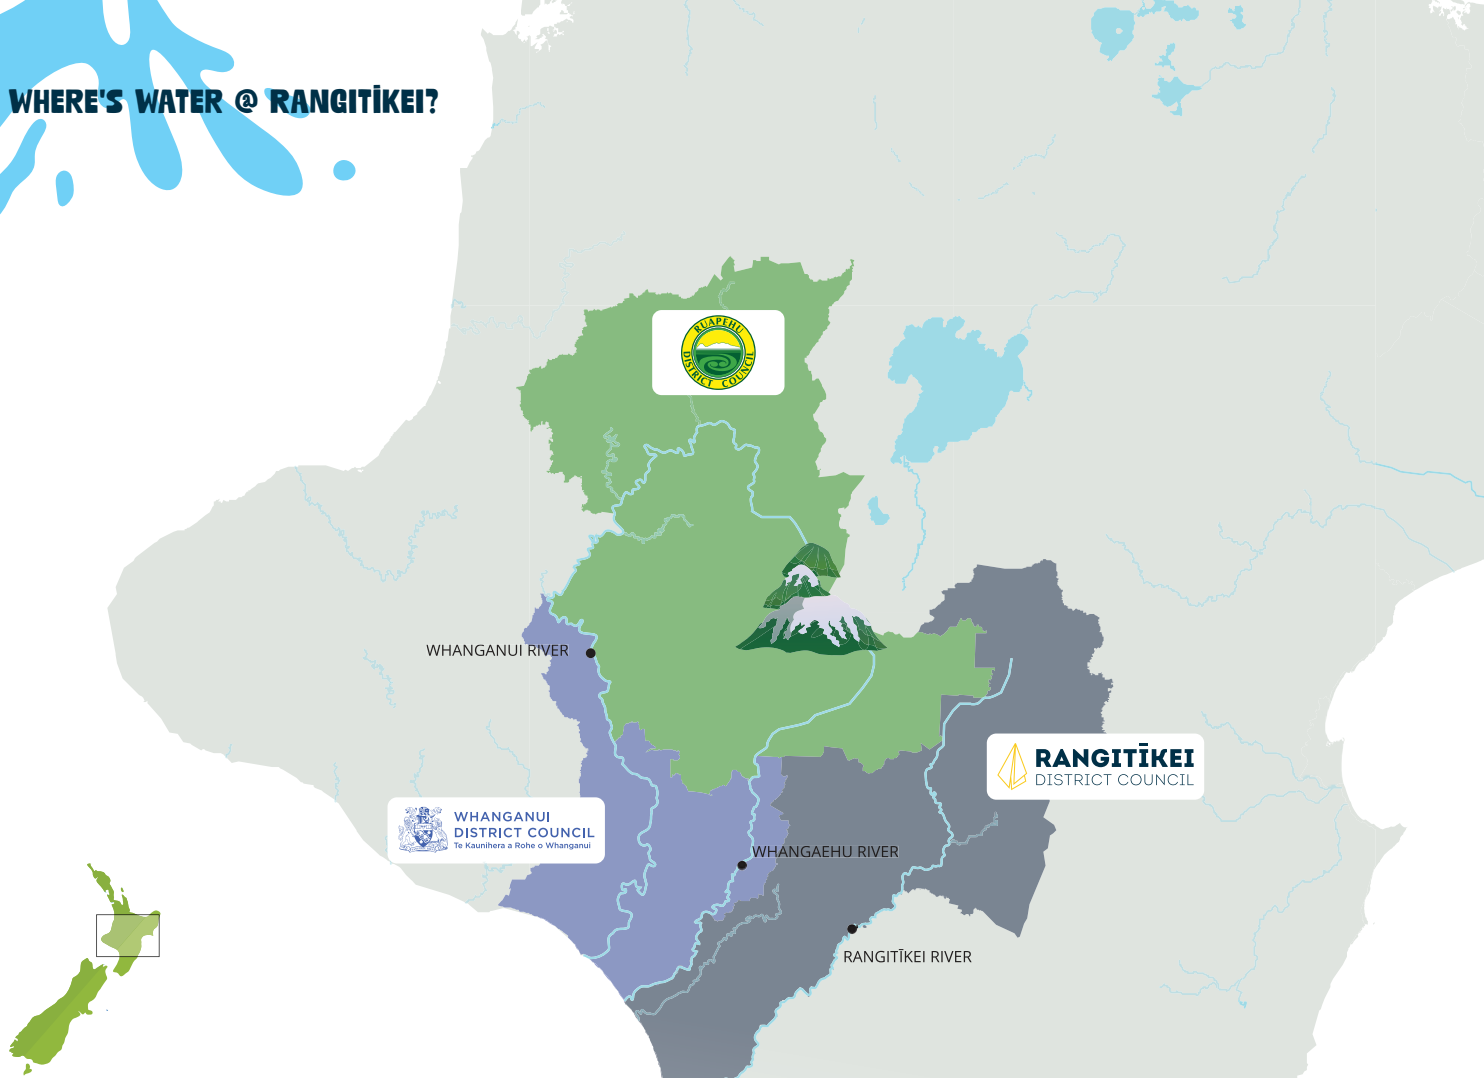 WHERE'S WATER @ RANGITĪKEI?
RUAPEHU
DISTRICT COUNCIL
WHANGANUI RIVER
RANGITĪKEI
DISTRICT COUNCIL
WHANGANUI
DISTRICT COUNCIL
Te Kaunihera a Rohe o Whanganui
WHANGAEHU RIVER
RANGITĪKEI RIVER